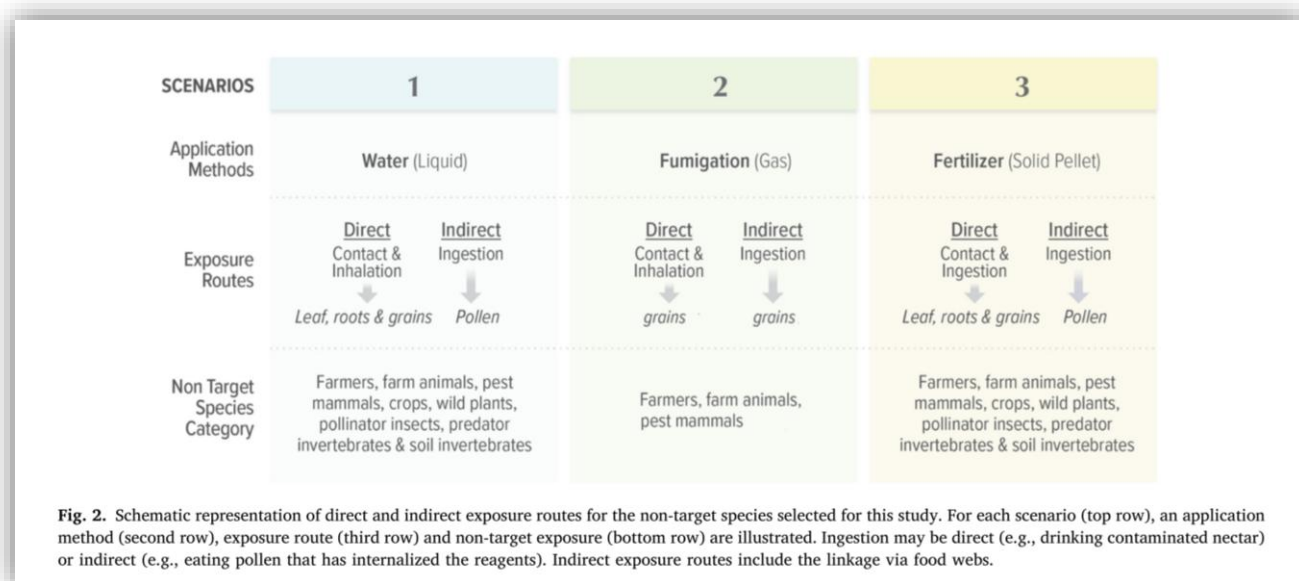 SCENARIOS 1 2 3
Application Methods Water (Liquid) Fumigation (Gas) Fertilizer (Solid Pellet)
Exposure Routes
Direct Indirect
Contact & Inhalation Ingestion
Leaf, roots & grains Pollen
Direct Indirect
Contact & Inhalation Ingestion
grains grains
Direct Indirect
Contact & Ingestion Ingestion
Leaf, roots & grains Pollen
Non Target
Species
Category
Farmers, farm animals, pest
mammals, crops, wild plants,
pollinator insects, predator
invertebrates & soil invertebrates
Farmers, farm animals,
pest mammals
Farmers, farm animals, pest
mammals, crops, wild plants,
pollinator insects, predator
invertebrates & soil invertebrates
Fig. 2. Schematic representation of direct and indirect exposure routes for the non-target species selected for this study. For each scenario (top row), an application
method (second row), exposure route (third row) and non-target exposure (bottom row) are illustrated. Ingestion may be direct (e.g., drinking contaminated nectar)
or indirect (e.g., eating pollen that has internalized the reagents). Indirect exposure routes include the linkage via food webs.